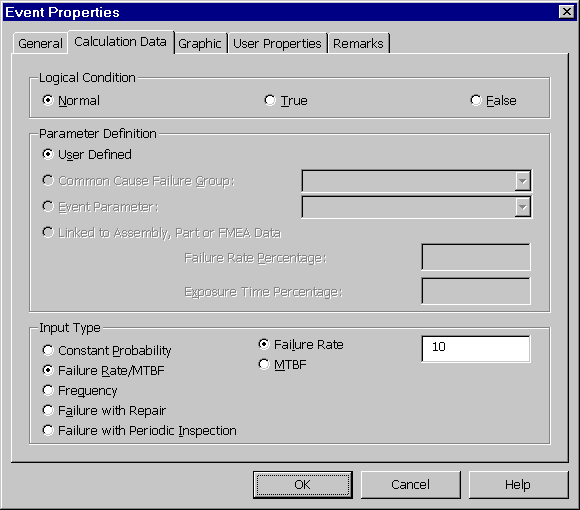 Event Properties
General Calculation Data Graphic User Properties Remarks
Logical Condition
Normal True False
Parameter Definition
User Defined
Common Cause Failure Group:
Event Parameter:
Linked to Assembly, Part or FMEA Data
Failure Rate Percentage:
Exposure Time Percentage:
Input Type
Constant Probability
Failure Rate/MTBF
Frequency
Failure with Repair
Failure with Periodic Inspection
Failure Rate 10
MTBF
OK Cancel Help